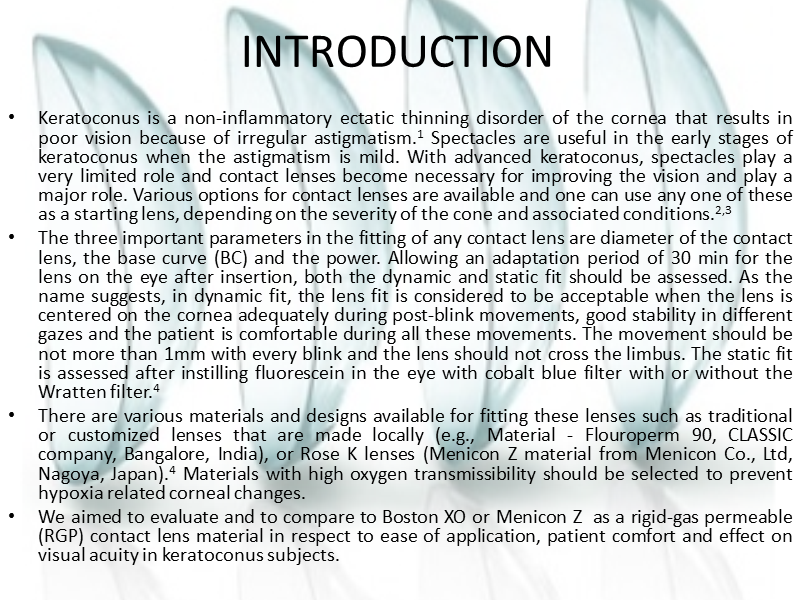 INTRODUCTION
• Keratoconus is a non-inflammatory ectatic thinning disorder of the cornea that results in
poor vision because of irregular astigmatism.¹ Spectacles are useful in the early stages of
keratoconus when the astigmatism is mild. With advanced keratoconus, spectacles play a
very limited role and contact lenses become necessary for improving the vision and play a
major role. Various options for contact lenses are available and one can use any one of these
as a starting lens, depending on the severity of the cone and associated conditions.²,³
• The three important parameters in the fitting of any contact lens are diameter of the contact
lens, the base curve (BC) and the power. Allowing an adaptation period of 30 min for the
lens on the eye after insertion, both the dynamic and static fit should be assessed. As the
name suggests, in dynamic fit, the lens fit is considered to be acceptable when the lens is
centered on the cornea adequately during post-blink movements, good stability in different
gazes and the patient is comfortable during all these movements. The movement should be
not more than 1mm with every blink and the lens should not cross the limbus. The static fit
is assessed after instilling fluorescein in the eye with cobalt blue filter with or without the
Wratten filter.⁴
• There are various materials and designs available for fitting these lenses such as traditional
or customized lenses that are made locally (e.g., Material - Flouroperm 90, CLASSIC
company, Bangalore, India), or Rose K lenses (Menicon Z material from Menicon Co., Ltd,
Nagoya, Japan).⁴ Materials with high oxygen transmissibility should be selected to prevent
hypoxia related corneal changes.
• We aimed to evaluate and to compare to Boston XO or Menicon Z as a rigid-gas permeable
(RGP) contact lens material in respect to ease of application, patient comfort and effect on
visual acuity in keratoconus subjects.